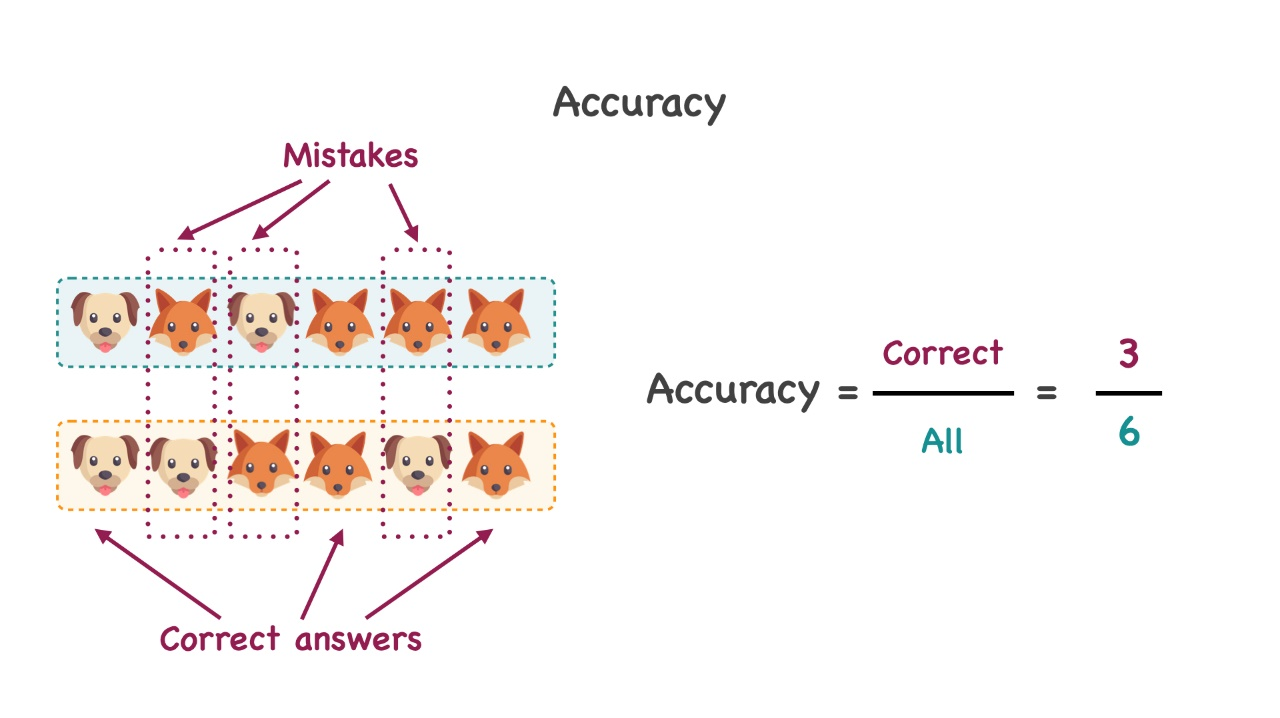 Accuracy
Mistakes
Accuracy = Correct / All = 3 / 6
Correct answers